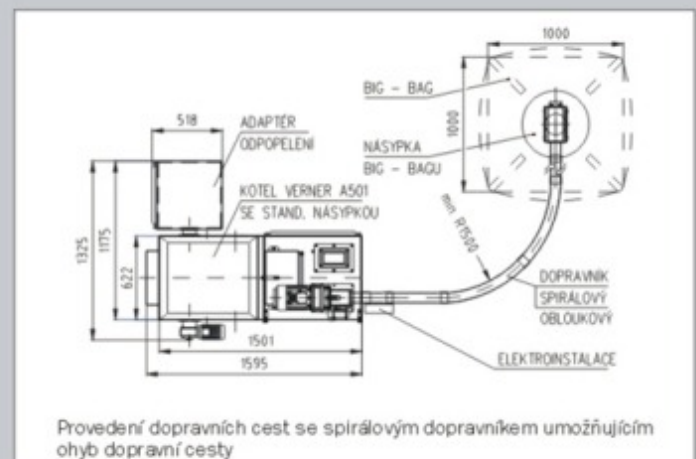 1000
BIG - BAG
1000
NÁSYPKA
BIG - BAGU
518
ADAPTÉR
ODPOPELENÍ
KOTEL VERNER A501
SE STAND. NÁSYPKOU
1325
1175
622
min R1500
DOPRAVNÍK
SPIRÁLOVÝ
OBLOUKOVÝ
ELEKTROINSTALACE
1501
1595
Provedení dopravních cest se spirálovým dopravníkem umožňujícím
ohyb dopravní cesty